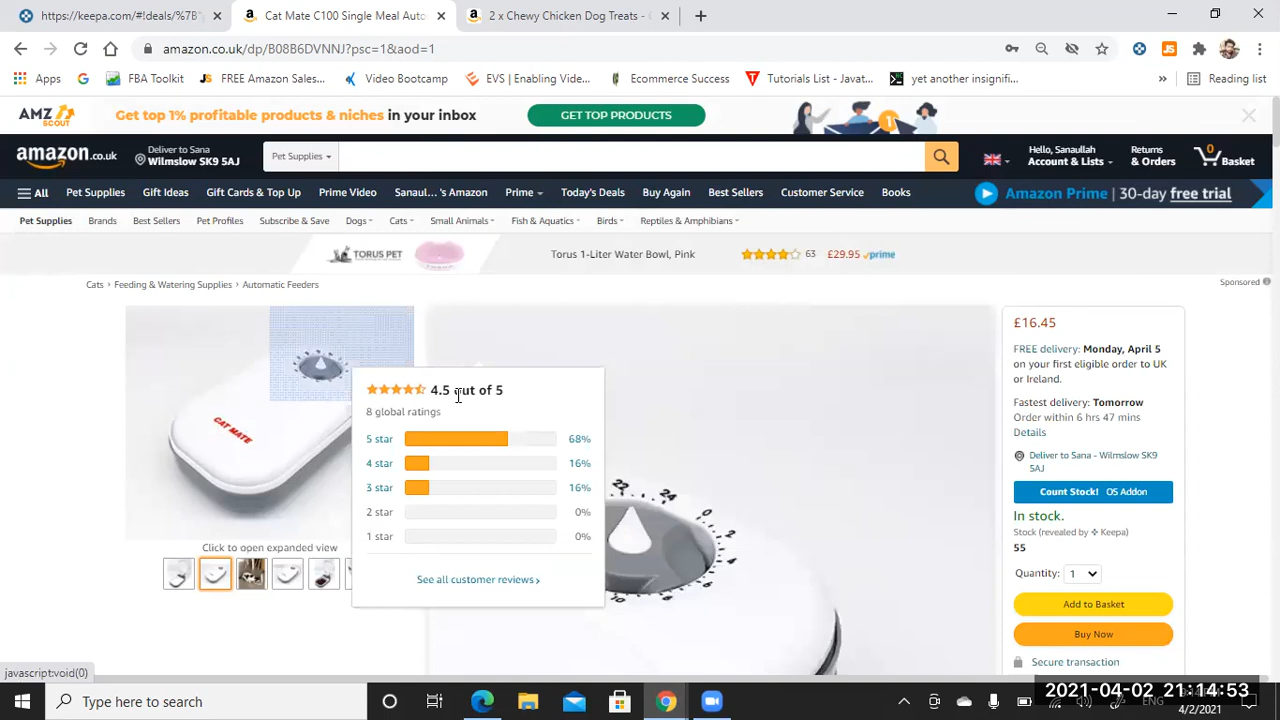 https://keepa.com/#!deals/%7B"
Cat Mate C100 Single Meal Auto
2 x Chewy Chicken Dog Treats -
amazon.co.uk/dp/B08B6DVNNJ?psc=1&aod=1
Apps
FBA Toolkit
FREE Amazon Sales...
Video Bootcamp
EVS | Enabling Vide...
Ecommerce Success
Tutorials List - Javat...
yet another insignifi...
»
Reading list
AMZ SCOUT
Get top 1% profitable products & niches in your inbox
GET TOP PRODUCTS
amazon.co.uk
Deliver to Sana
Wilmslow SK9 5AJ
Pet Supplies
Hello, Sanaullah
Account & Lists
Returns
& Orders
0
Basket
All
Pet Supplies
Gift Ideas
Gift Cards & Top Up
Prime Video
Sanaul... 's Amazon
Prime
Today's Deals
Buy Again
Best Sellers
Customer Service
Books
Amazon Prime | 30-day free trial
Pet Supplies
Brands
Best Sellers
Pet Profiles
Subscribe & Save
Dogs
Cats
Small Animals
Fish & Aquatics
Birds
Reptiles & Amphibians
TORUS PET
Torus 1-Liter Water Bowl, Pink
63
£29.95
prime
Cats › Feeding & Watering Supplies › Automatic Feeders
Sponsored
CAT MATE
Click to open expanded view
4.5 out of 5
8 global ratings
5 star 68%
4 star 16%
3 star 16%
2 star 0%
1 star 0%
See all customer reviews ›
22 24 0 2 4
£16.45
FREE delivery: Monday, April 5
on your first eligible order to UK
or Ireland.
Fastest delivery: Tomorrow
Order within 6 hrs 47 mins
Details
Deliver to Sana - Wilmslow SK9
5AJ
Count Stock! OS Addon
In stock.
Stock (revealed by Keepa)
55
Quantity: 1
Add to Basket
Buy Now
Secure transaction
javascript:void(0)
Type here to search
2021-04-02 21:14:53
ENG
4/2/2021